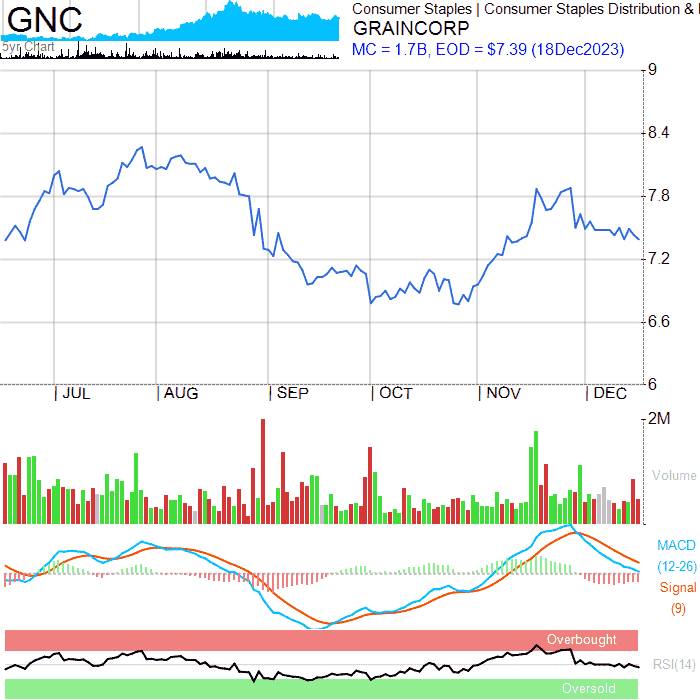 GNC
5yr Chart
Consumer Staples | Consumer Staples Distribution &
GRAINCORP
MC = 1.7B, EOD = $7.39 (18Dec2023)
9
8.4
7.8
7.2
6.6
6
JUL
AUG
SEP
OCT
NOV
DEC
2M
Volume
MACD
(12-26)
Signal
(9)
Overbought
RSI(14)
Oversold